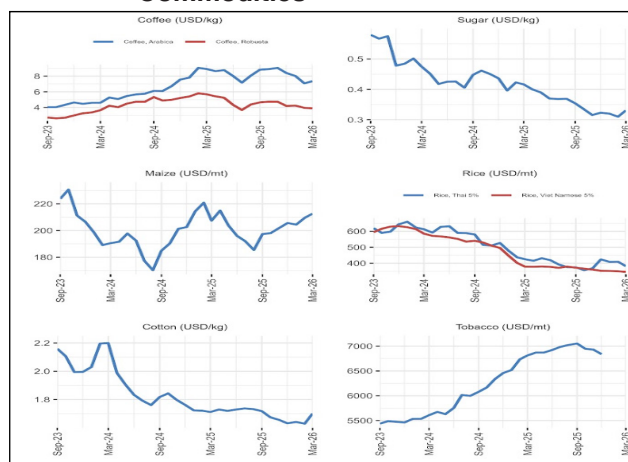 Coffee (USD/kg)
Coffee, Arabica
Coffee, Robusta
8
6
4
Sep-23
Mar-24
Sep-24
Mar-25
Sep-25
Mar-26
Sugar (USD/kg)
0.5
0.4
0.3
Sep-23
Mar-24
Sep-24
Mar-25
Sep-25
Mar-26
Maize (USD/mt)
220
200
180
Sep-23
Mar-24
Sep-24
Mar-25
Sep-25
Mar-26
Rice (USD/mt)
Rice, Thai 5%
Rice, Viet Namese 5%
600
500
400
Sep-23
Mar-24
Sep-24
Mar-25
Sep-25
Mar-26
Cotton (USD/kg)
2.2
2.0
1.8
Sep-23
Mar-24
Sep-24
Mar-25
Sep-25
Mar-26
Tobacco (USD/mt)
7000
6500
6000
5500
Sep-23
Mar-24
Sep-24
Mar-25
Sep-25
Mar-26